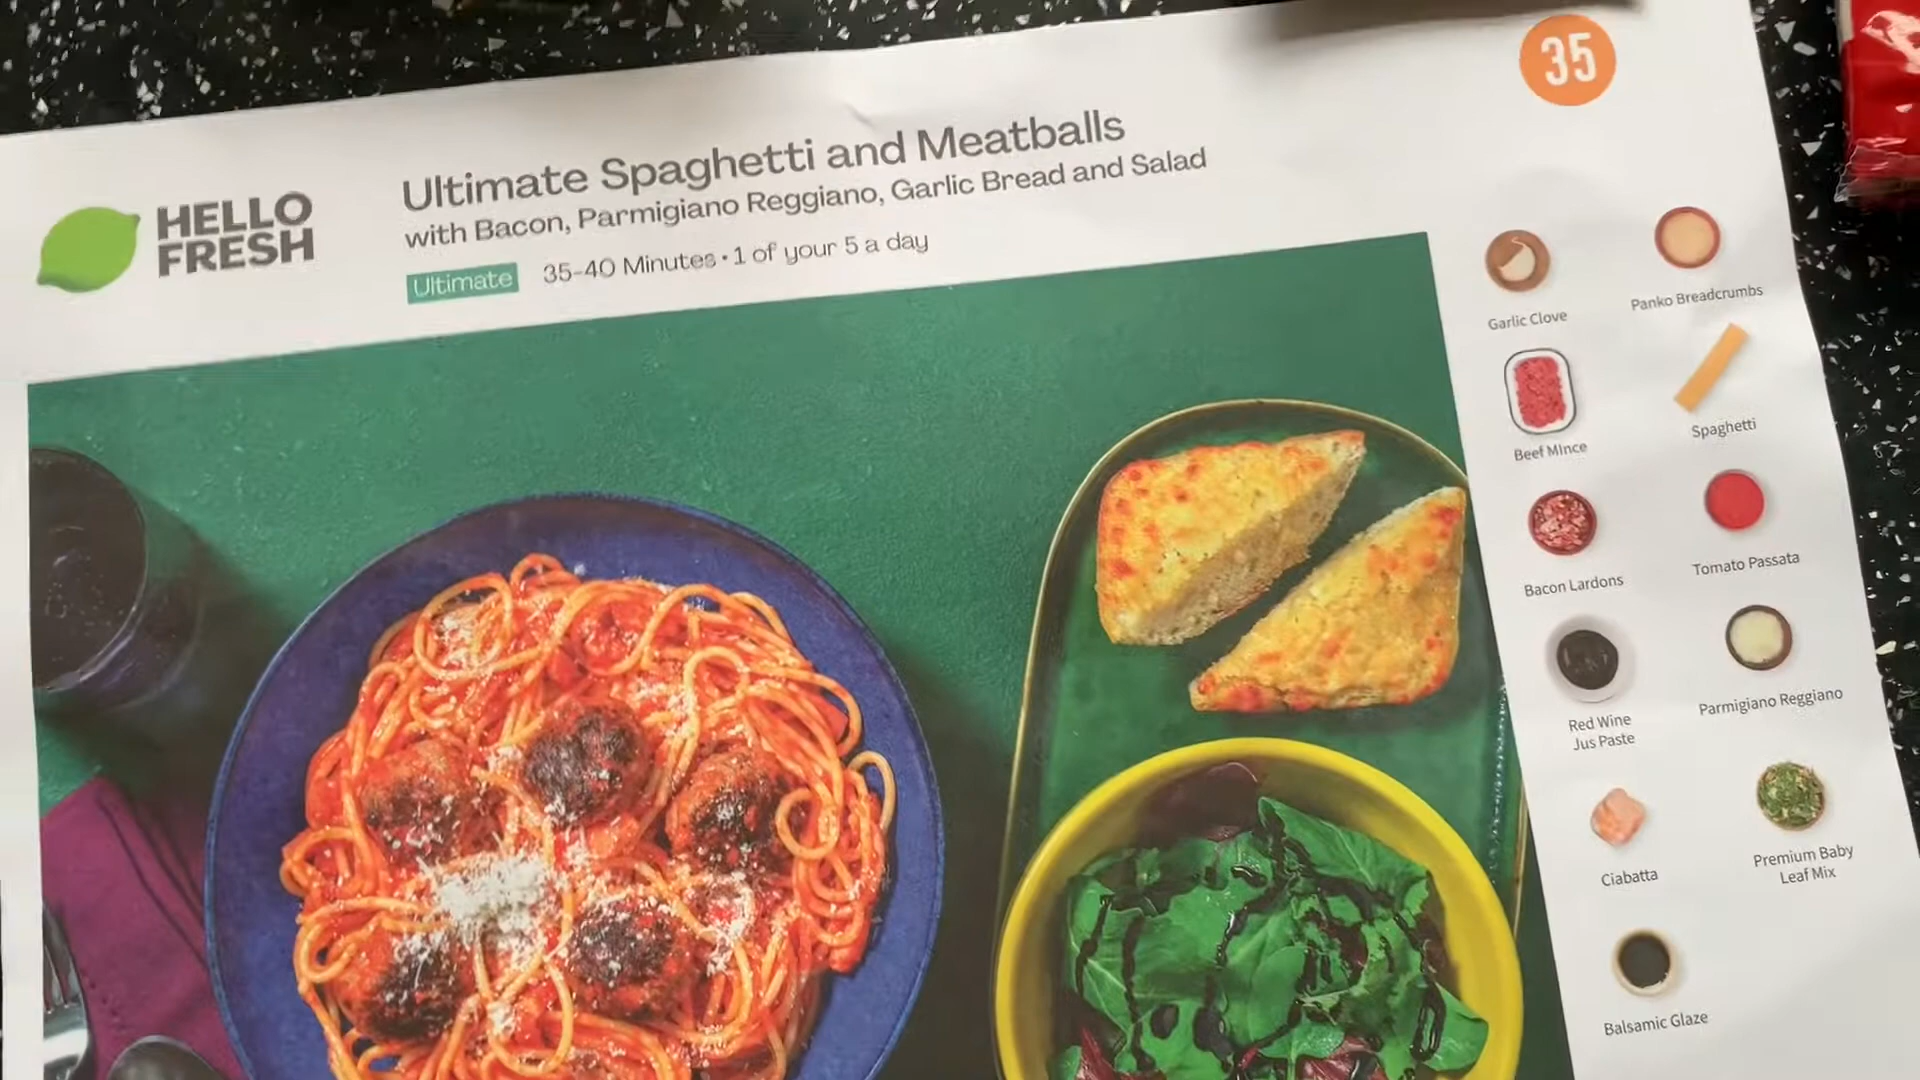 35
HELLO
FRESH
Ultimate Spaghetti and Meatballs
with Bacon, Parmigiano Reggiano, Garlic Bread and Salad
Ultimate 35-40 Minutes • 1 of your 5 a day
Garlic Clove
Panko Breadcrumbs
Beef MInce
Spaghetti
Bacon Lardons
Tomato Passata
Red Wine
Jus Paste
Parmigiano Reggiano
Ciabatta
Premium Baby
Leaf Mix
Balsamic Glaze